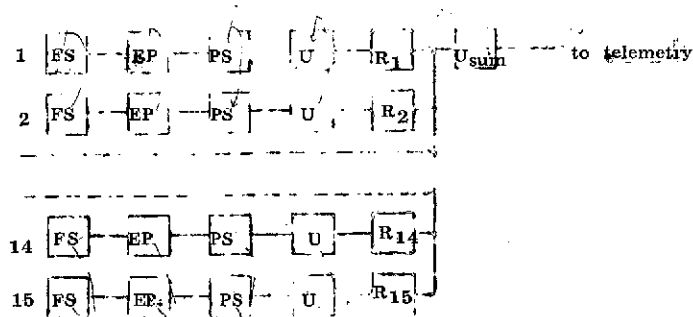 1 FS EP PS U R1 Usum to telemetry
2 FS EP PS U R2
14 FS EP PS U R14
15 FS EP PS U R15